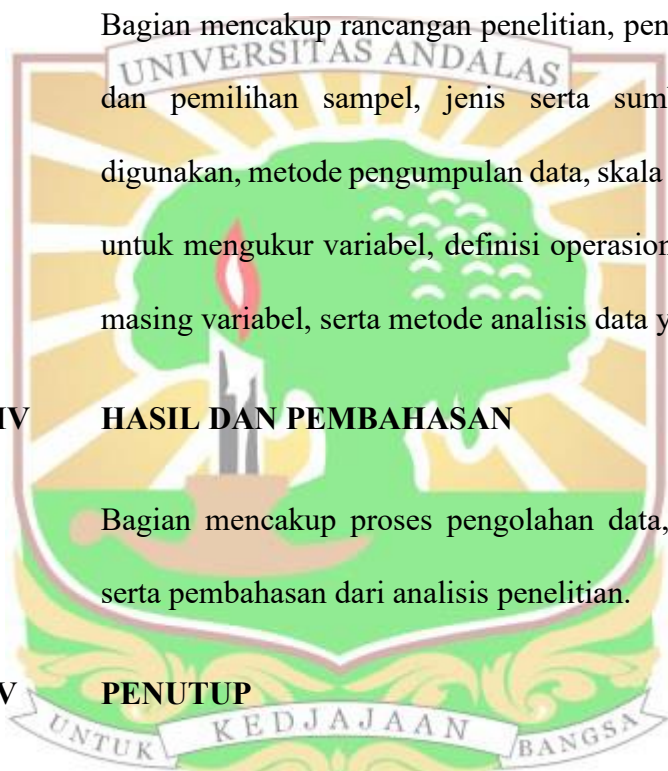 Bagian mencakup rancangan penelitian, pen
UNIVERSITAS ANDALAS
dan pemilihan sampel, jenis serta sum
digunakan, metode pengumpulan data, skala
untuk mengukur variabel, definisi operasion
masing variabel, serta metode analisis data y
IV HASIL DAN PEMBAHASAN
Bagian mencakup proses pengolahan data,
serta pembahasan dari analisis penelitian.
V PENUTUP
UNTUK KEDJAJAAN BANGSA